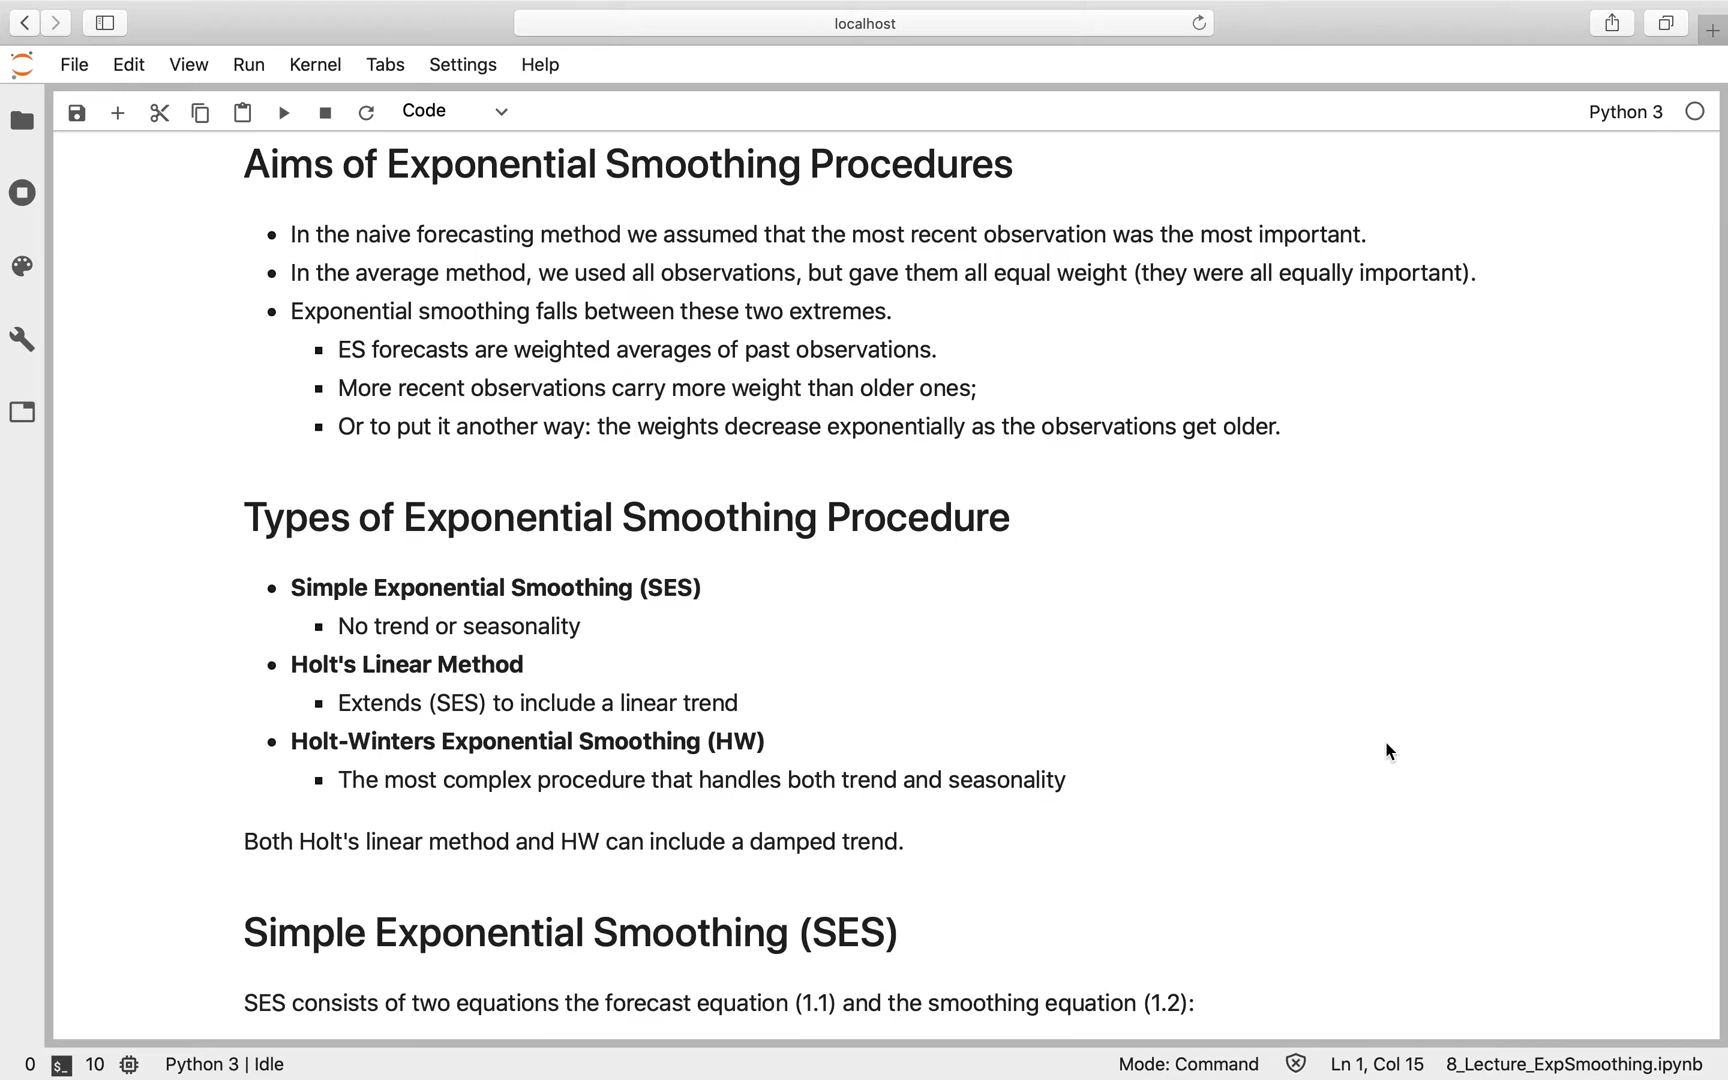 localhost
File Edit View Run Kernel Tabs Settings Help
Code
Python 3
Aims of Exponential Smoothing Procedures
In the naive forecasting method we assumed that the most recent observation was the most important.
In the average method, we used all observations, but gave them all equal weight (they were all equally important).
Exponential smoothing falls between these two extremes.
ES forecasts are weighted averages of past observations.
More recent observations carry more weight than older ones;
Or to put it another way: the weights decrease exponentially as the observations get older.
Types of Exponential Smoothing Procedure
Simple Exponential Smoothing (SES)
No trend or seasonality
Holt's Linear Method
Extends (SES) to include a linear trend
Holt-Winters Exponential Smoothing (HW)
The most complex procedure that handles both trend and seasonality
Both Holt's linear method and HW can include a damped trend.
Simple Exponential Smoothing (SES)
SES consists of two equations the forecast equation (1.1) and the smoothing equation (1.2):
0 $_ 10 Python 3 | Idle Mode: Command Ln 1, Col 15 8_Lecture_ExpSmoothing.ipynb